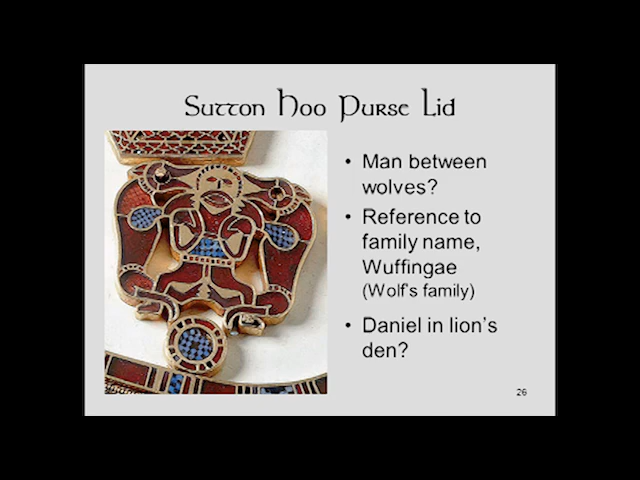 Sutton Hoo Purse Lid
• Man between
wolves?
• Reference to
family name,
Wuffingae
(Wolf's family)
• Daniel in lion's
den?
26